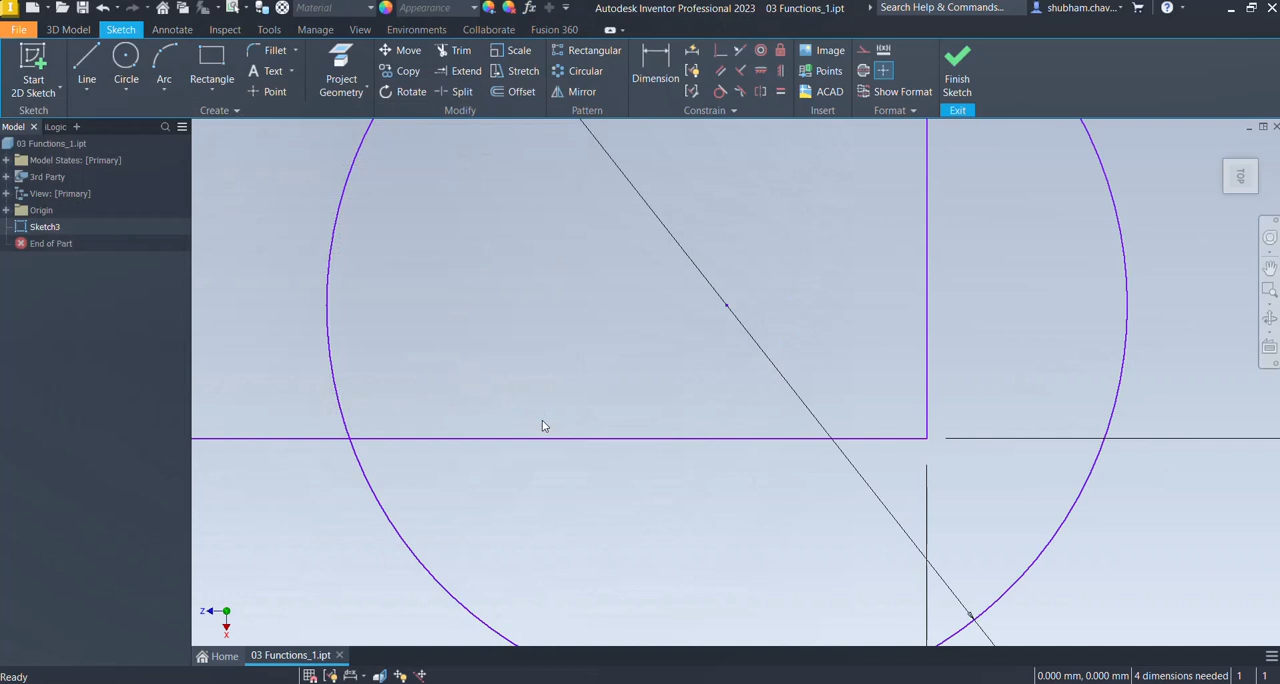 Material
Appearance
fx
Autodesk Inventor Professional 2023 03 Functions_1.ipt
Search Help & Commands...
shubham.chav...
File 3D Model Sketch Annotate Inspect Tools Manage View Environments Collaborate Fusion 360
Start
2D Sketch
Line
Circle
Arc
Rectangle
Fillet
Text
Point
Project
Geometry
Move Trim Scale
Copy Extend Stretch
Rotate Split Offset
Rectangular
Circular
Mirror
Dimension
Image
Points
ACAD
Show Format
Finish
Sketch
Sketch Create Modify Pattern Constrain Insert Format Exit
Model iLogic
03 Functions_1.ipt
Model States: [Primary]
3rd Party
View: [Primary]
Origin
Sketch3
End of Part
TOP
Z
X
Home 03 Functions_1.ipt
Ready
0.000 mm, 0.000 mm 4 dimensions needed 1 1